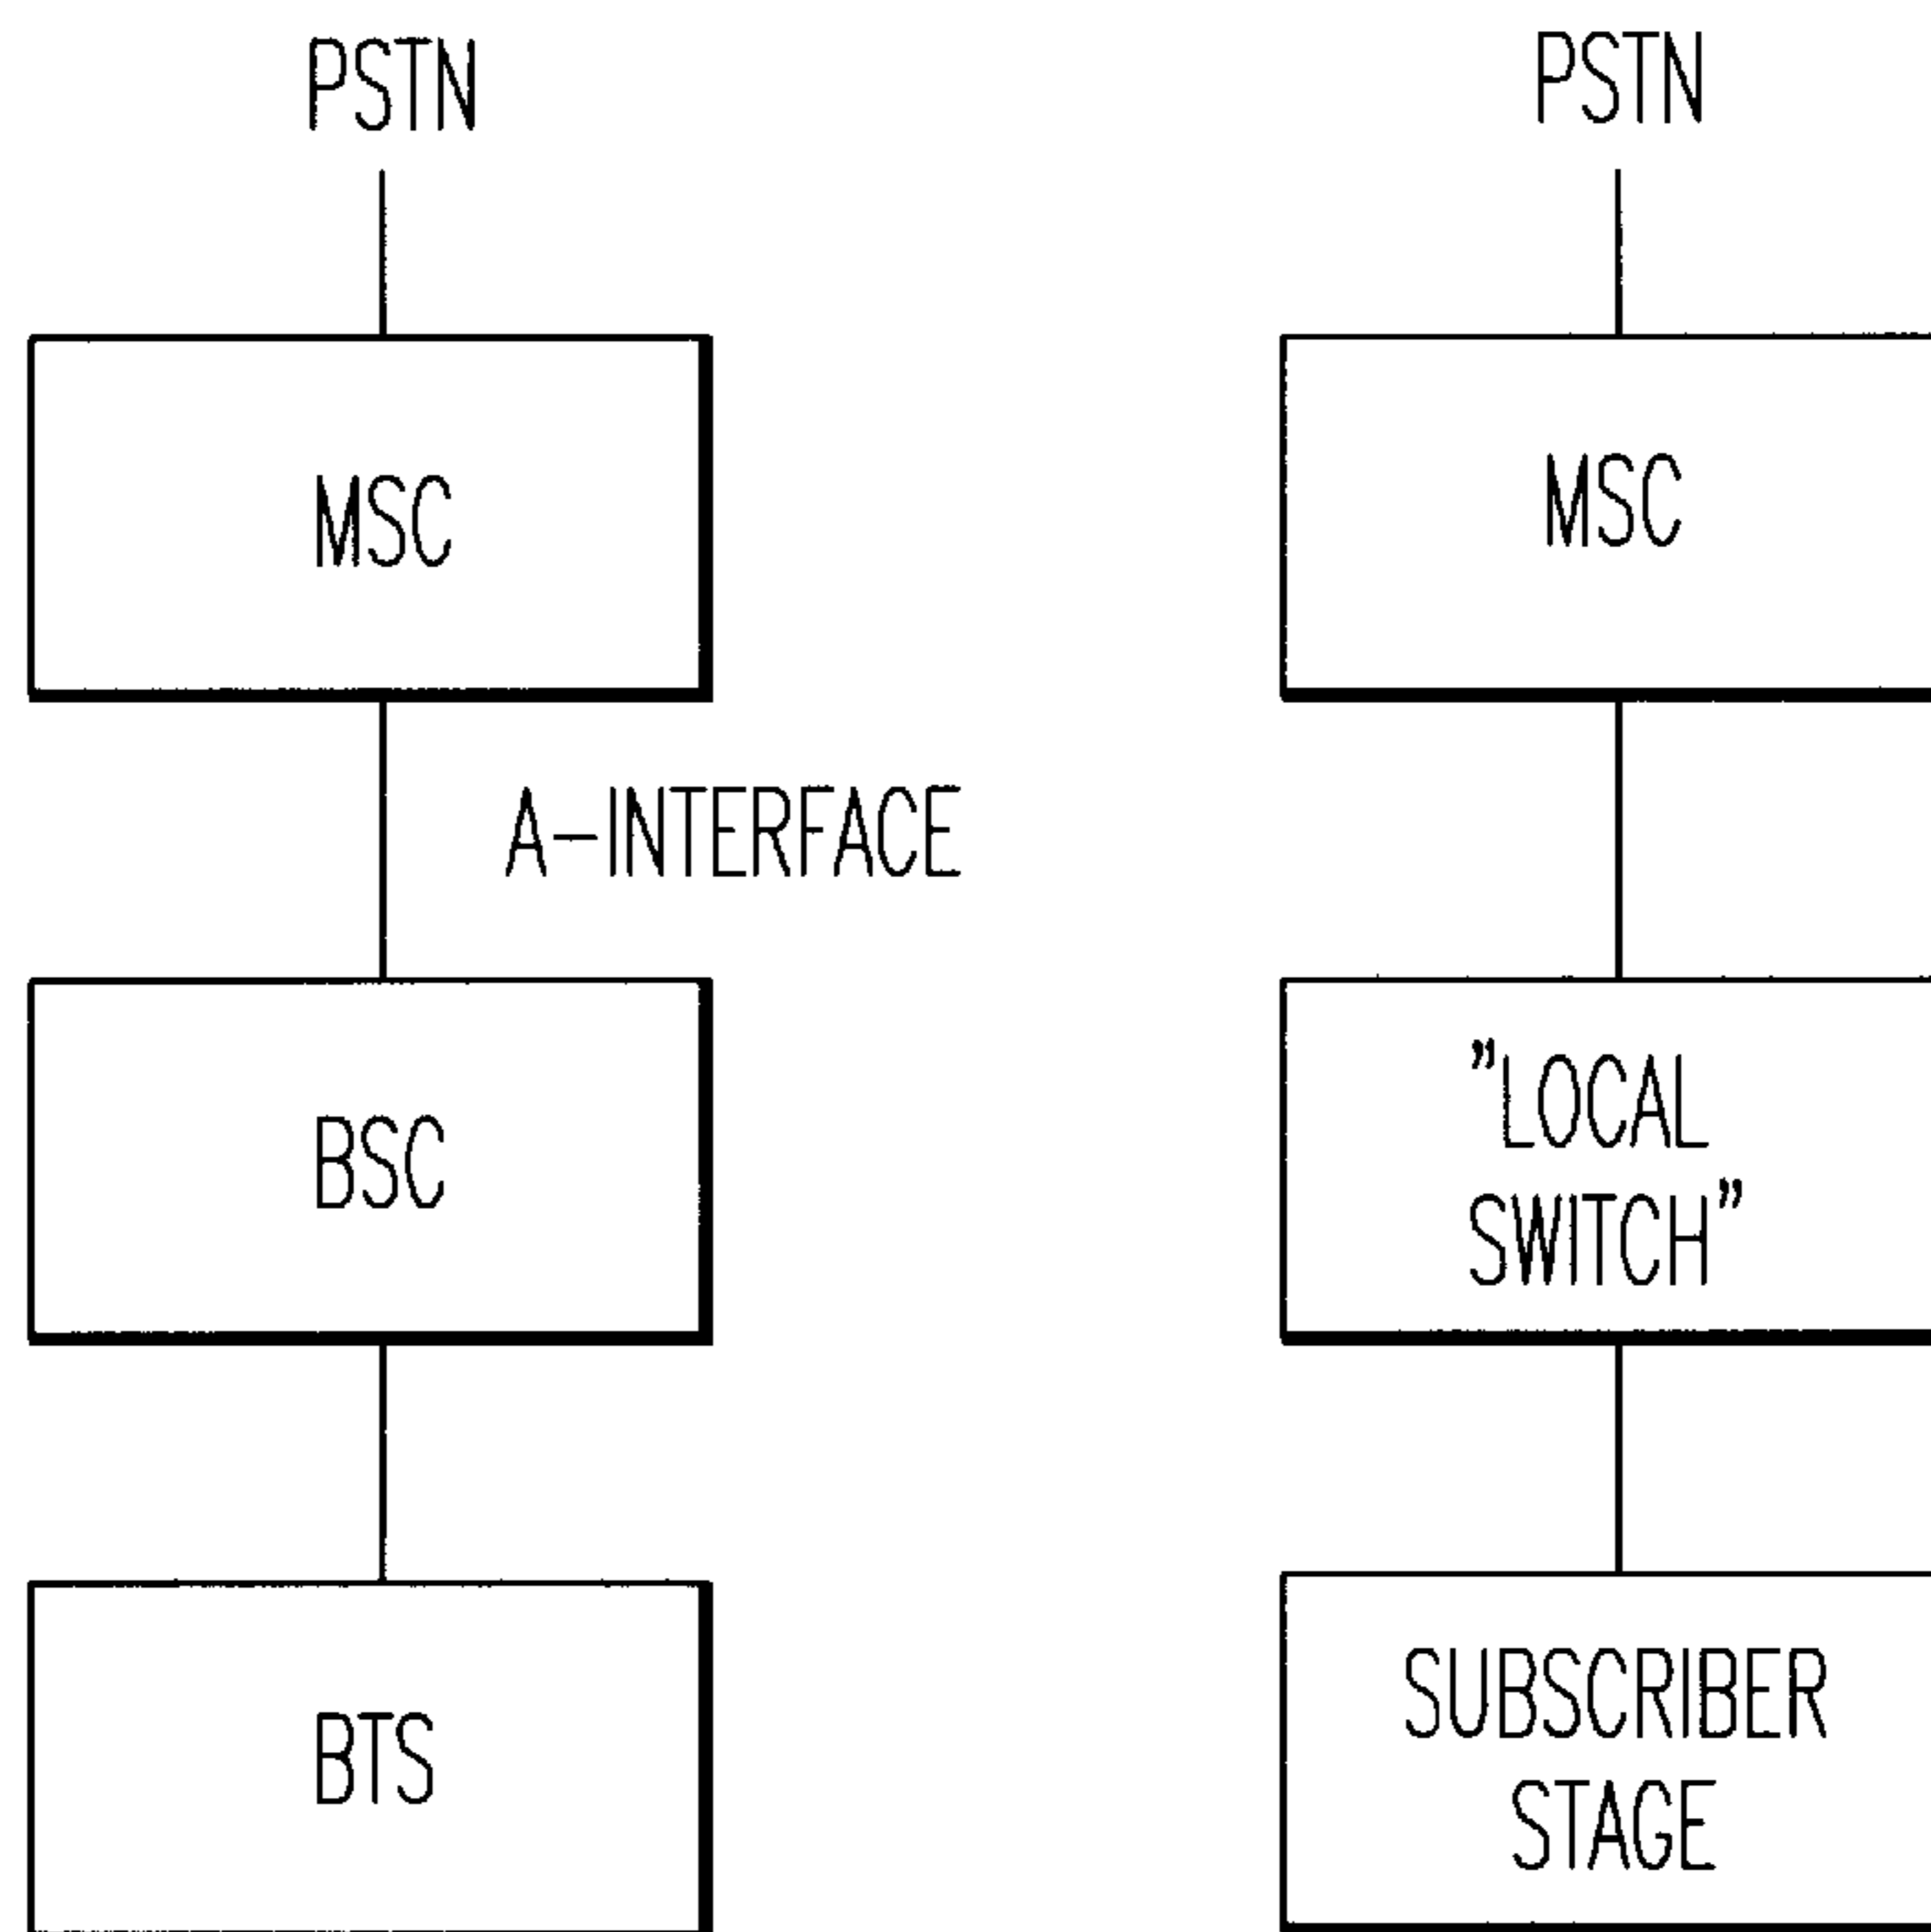 PSTN
MSC
A-INTERFACE
BSC
BTS
PSTN
MSC
”LOCAL
SWITCH”
SUBSCRIBER
STAGE